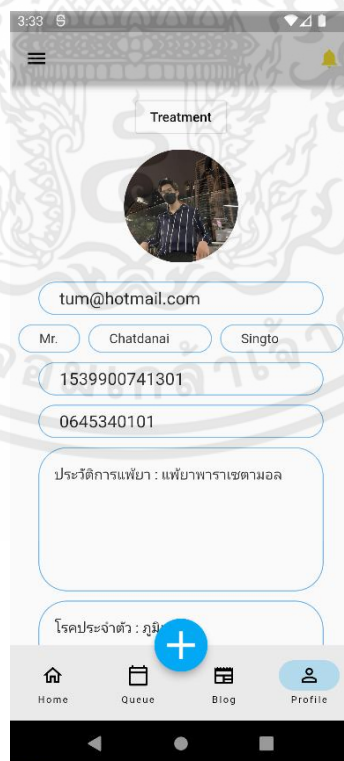 3:33
Treatment
tum@hotmail.com
Mr. Chatdanai Singto
1539900741301
0645340101
ประวัติการแพ้ยา : แพ้ยาพาราเซตามอล
โรคประจำตัว :
Home Queue Blog Profile